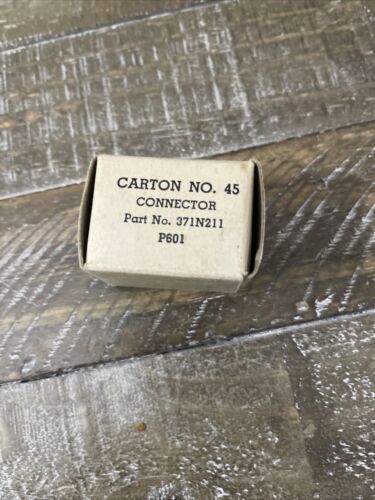 CARTON NO. 45
CONNECTOR
Part No. 371N211
P601